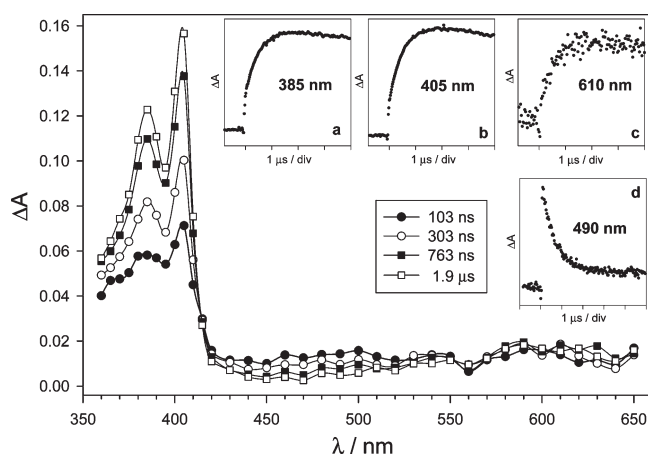 0.16
0.14
0.12
0.10
0.08
0.06
0.04
0.02
0.00
ΔA
350 400 450 500 550 600 650
λ / nm
ΔA
385 nm
a
1 μs / div
ΔA
405 nm
b
1 μs / div
ΔA
610 nm
c
1 μs / div
ΔA
d
490 nm
1 μs / div
103 ns
303 ns
763 ns
1.9 μs